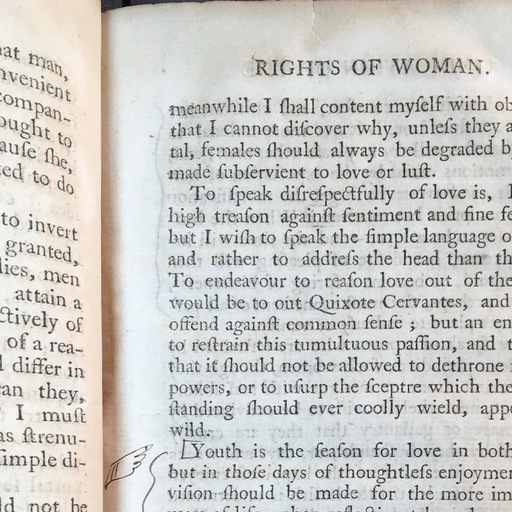 at man,
nvenient
ompan-
ought to
ause ſhe,
ed to do
to invert
granted,
lies, men
attain a
ctively of
of a rea-
differ in
an they,
I muſt
as ſtrenu-
ſimple di-
ld not be
RIGHTS OF WOMAN.
meanwhile I ſhall content myſelf with ob
that I cannot diſcover why, unleſs they a
tal, females ſhould always be degraded b
made ſubſervient to love or luſt.
To ſpeak diſreſpectfully of love is, I
high treaſon againſt ſentiment and fine fe
but I wiſh to ſpeak the ſimple language o
and rather to addreſs the head than th
To endeavour to reaſon love out of the
would be to out Quixote Cervantes, and
offend againſt common ſenſe ; but an en
to reſtrain this tumultuous paſſion, and t
that it ſhould not be allowed to dethrone
powers, or to uſurp the ſceptre which the
ſtanding ſhould ever coolly wield, appe
wild.
Youth is the ſeaſon for love in both
but in thoſe days of thoughtleſs enjoymen
viſion ſhould be made for the more im